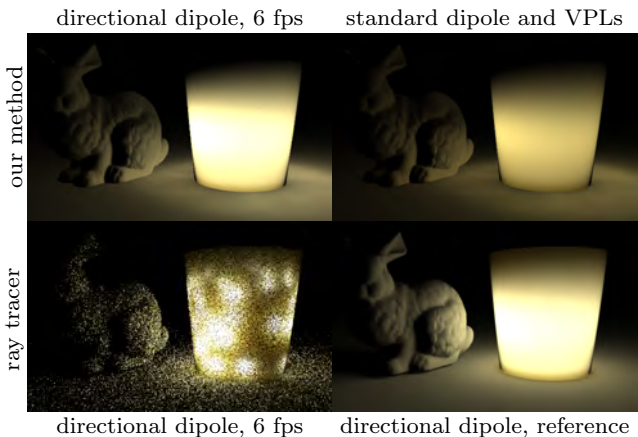 directional dipole, 6 fps
standard dipole and VPLs
our method
ray tracer
directional dipole, 6 fps
directional dipole, reference